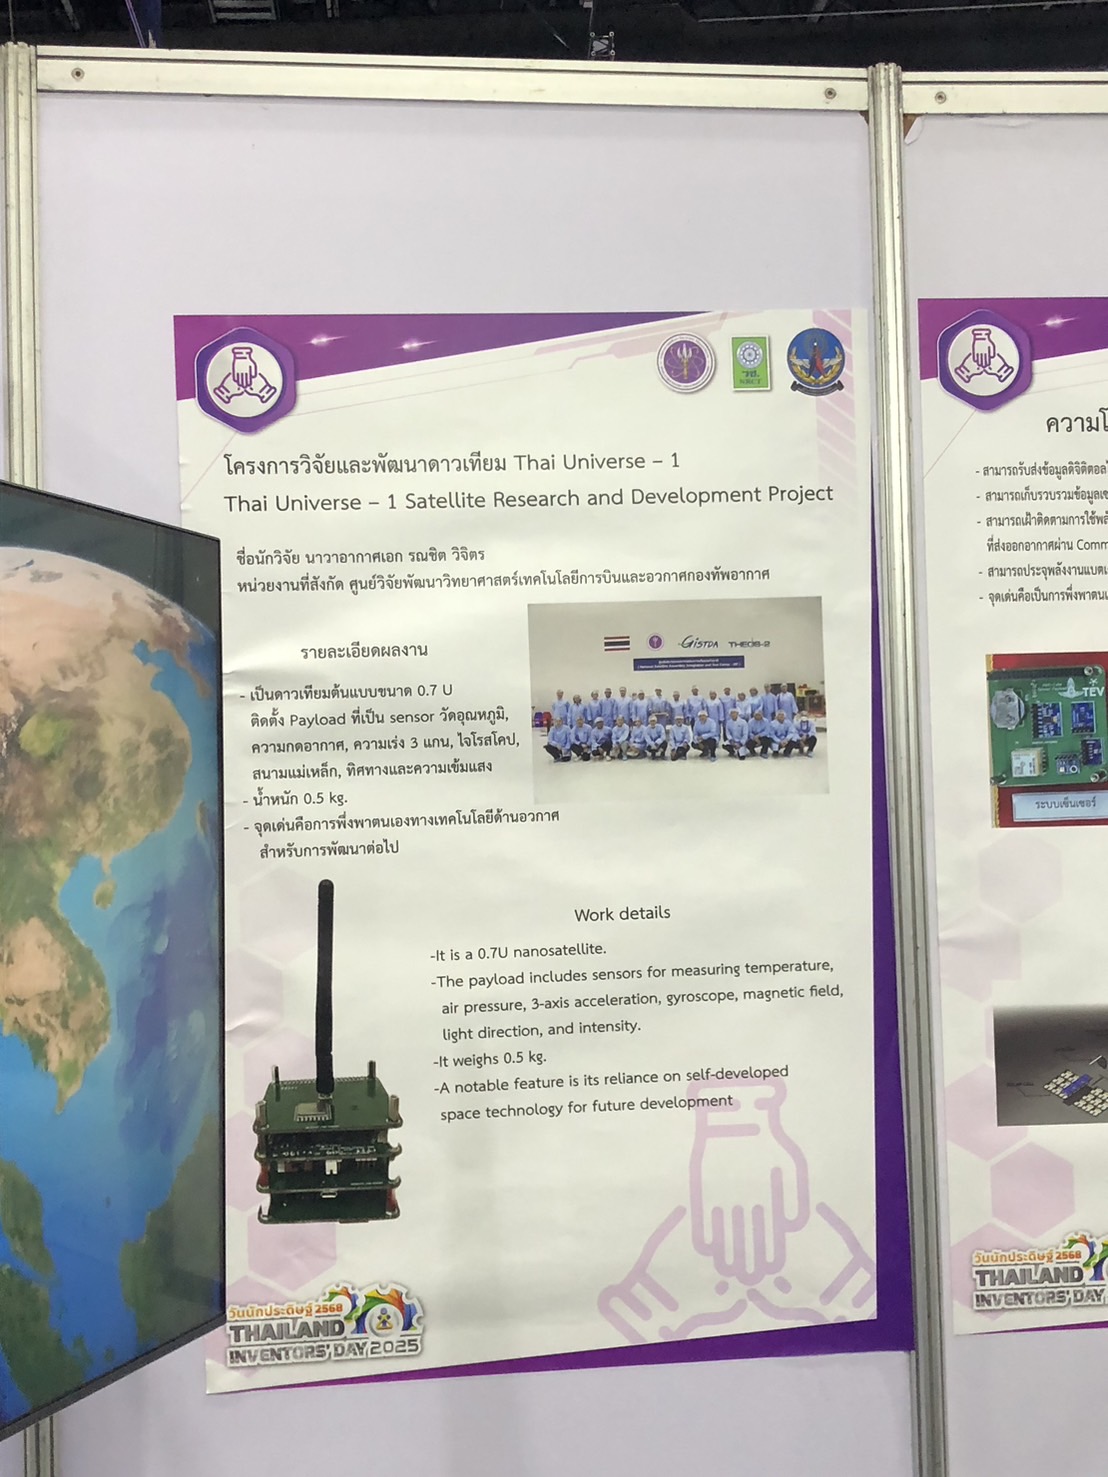 วช.
NRCT
โครงการวิจัยและพัฒนาดาวเทียม Thai Universe – 1
Thai Universe – 1 Satellite Research and Development Project
ชื่อนักวิจัย นาวาอากาศเอก รณชิต วิจิตร
หน่วยงานที่สังกัด ศูนย์วิจัยพัฒนาวิทยาศาสตร์เทคโนโลยีการบินและอวกาศกองทัพอากาศ
GISTDA THEOS-2
รายละเอียดผลงาน
- เป็นดาวเทียมต้นแบบขนาด 0.7 U
ติดตั้ง Payload ที่เป็น sensor วัดอุณหภูมิ,
ความกดอากาศ, ความเร่ง 3 แกน, ไจโรสโคป,
สนามแม่เหล็ก, ทิศทางและความเข้มแสง
- น้ำหนัก 0.5 kg.
- จุดเด่นคือการพึ่งพาตนเองทางเทคโนโลยีด้านอวกาศ
สำหรับการพัฒนาต่อไป
Work details
-It is a 0.7U nanosatellite.
-The payload includes sensors for measuring temperature,
air pressure, 3-axis acceleration, gyroscope, magnetic field,
light direction, and intensity.
-It weighs 0.5 kg.
-A notable feature is its reliance on self-developed
space technology for future development
วันนักประดิษฐ์ 2568
THAILAND
INVENTORS' DAY 2025
- สามารถรับส่งข้อมูลดิจิตอล
- สามารถเก็บรวบรวมข้อมูล
- สามารถเฝ้าติดตามการใช้
ที่ส่งออกอากาศผ่าน
- สามารถประจุพลังงาน
- จุดเด่นคือเป็นการพึ่งพา
ระบบเซ็นเซอร์
วันนักประดิษฐ์ 2568
THAILAND
INVENTORS' DAY